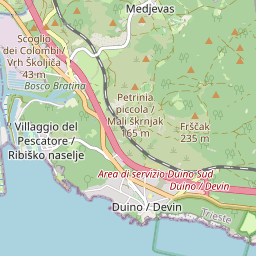 Medjevas
Scoglio
dei Colombi /
Vrh Školjiča
43 m
Bosco Bratina
Petrinia
piccola /
Mali škrnjak
165 m
Frščak
235 m
Villaggio del
Pescatore /
Ribiško naselje
Area di servizio Duino Sud
Duino / Devin
Duino / Devin
Trieste